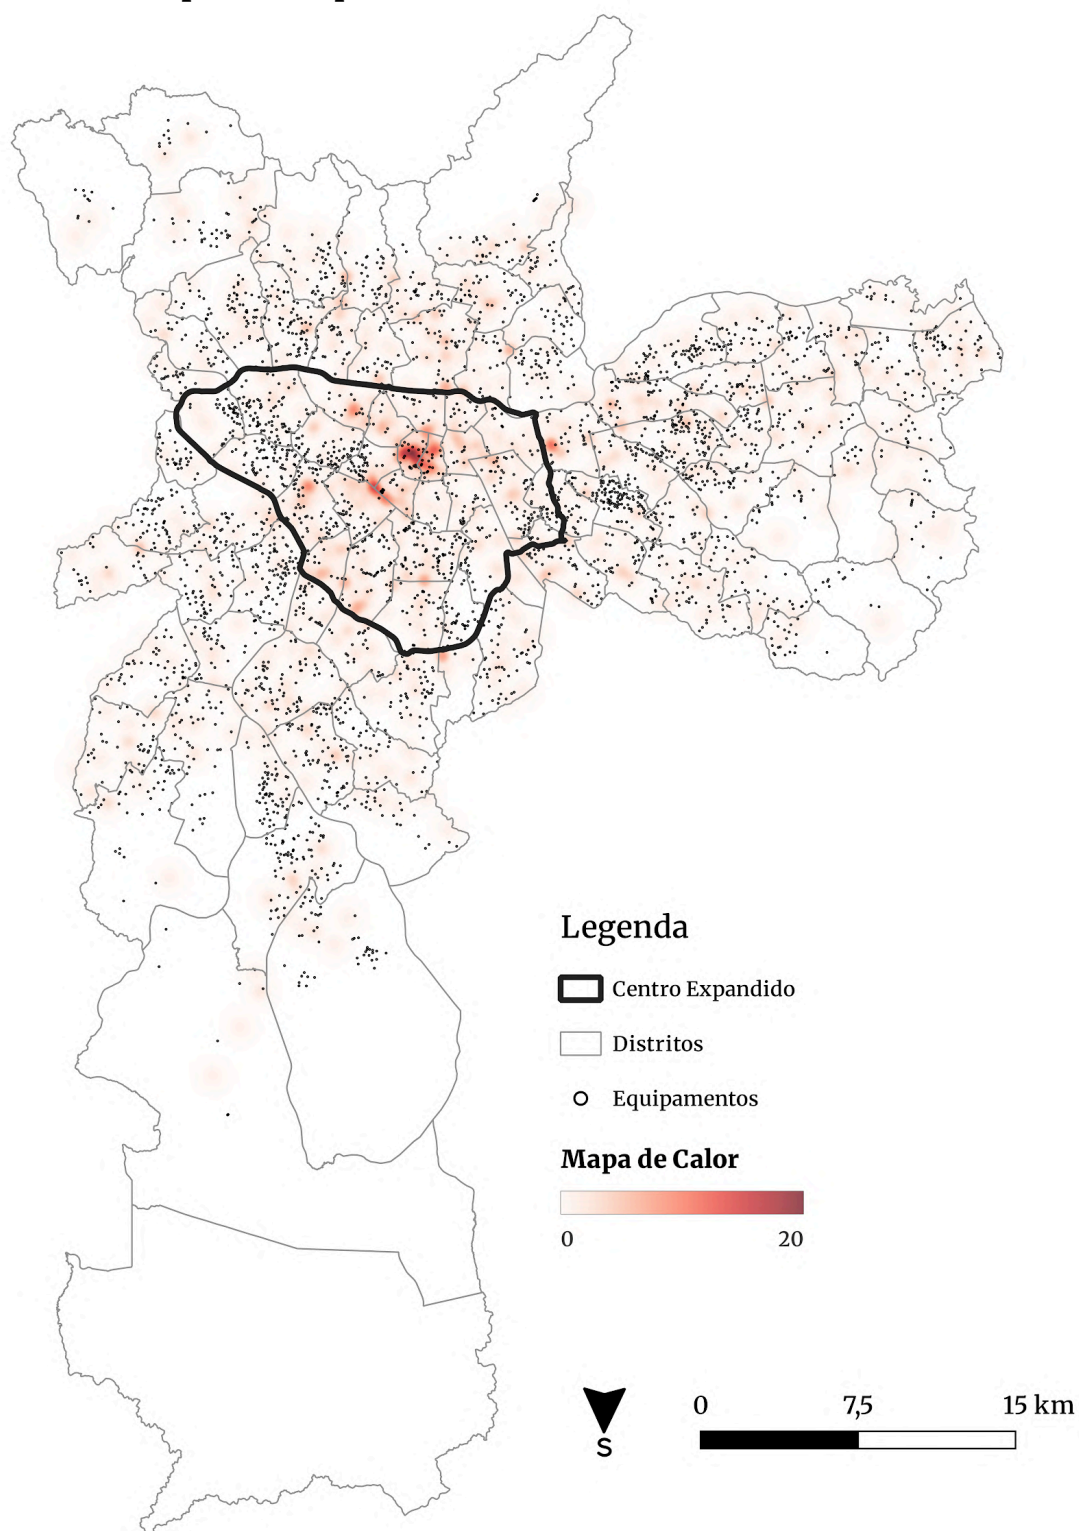 Legenda
Centro Expandido
Distritos
Equipamentos
Mapa de Calor
0 20
S
0 7,5 15 km